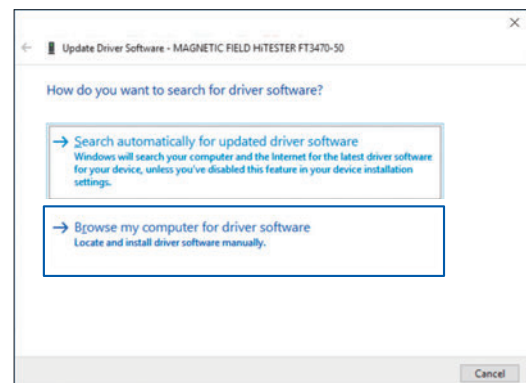 Update Driver Software - MAGNETIC FIELD HiTESTER FT3470-50
How do you want to search for driver software?
Search automatically for updated driver software
Windows will search your computer and the Internet for the latest driver software
for your device, unless you've disabled this feature in your device installation
settings.
Browse my computer for driver software
Locate and install driver software manually.
Cancel